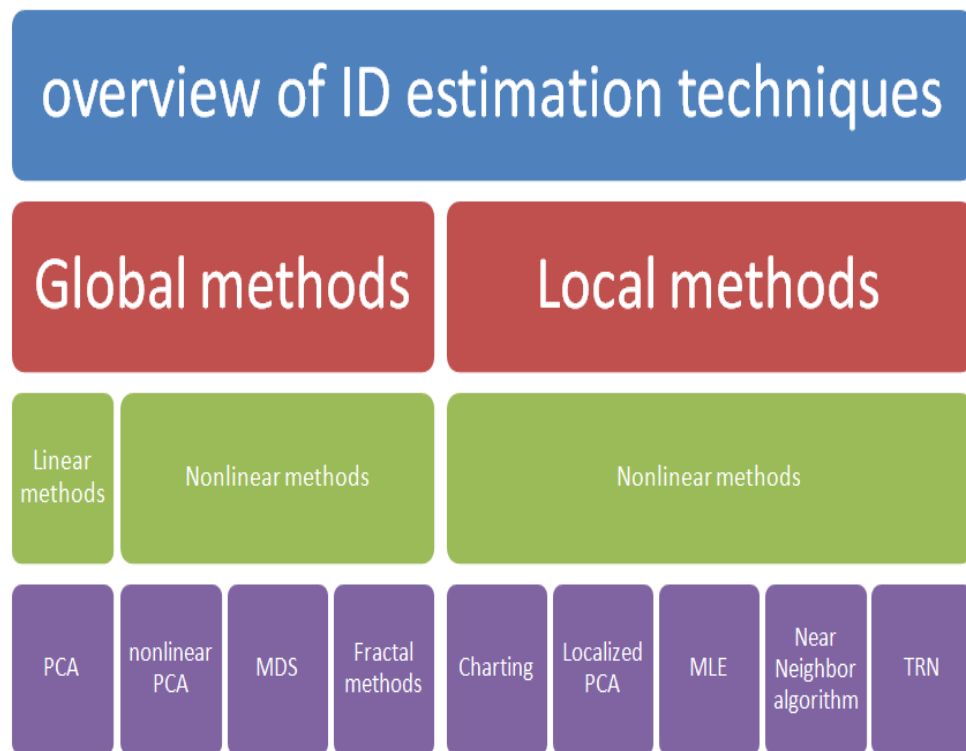 overview of ID estimation techniques
Global methods
Local methods
Linear
methods
Nonlinear methods
Nonlinear methods
PCA
nonlinear
PCA
MDS
Fractal
methods
Charting
Localized
PCA
MLE
Near
Neighbor
algorithm
TRN